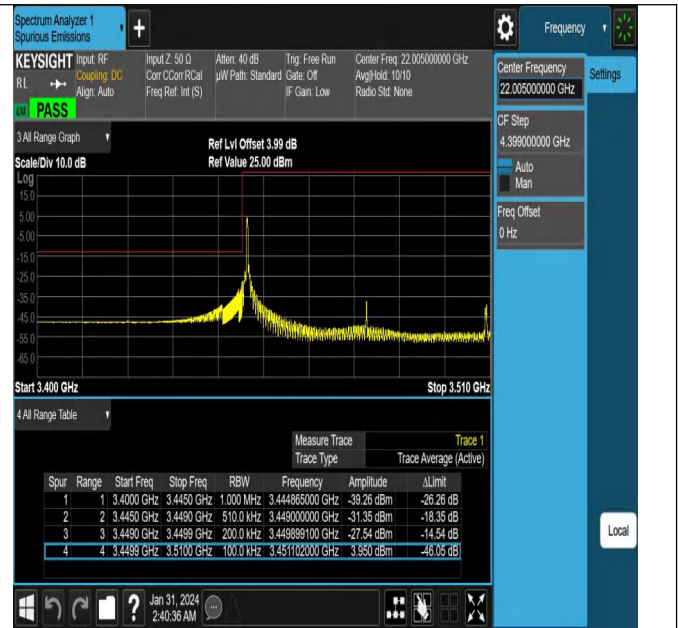 Spectrum Analyzer 1
Spurious Emissions
+
Frequency
KEYSIGHT Input: RF Input Z: 50 Ω Atten: 40 dB Trig: Free Run Center Freq: 22.005000000 GHz
RL Coupling: DC Corr CCorr RCal µW Path: Standard Gate: Off Avg|Hold: 10/10
Align: Auto Freq Ref: Int (S) IF Gain: Low Radio Std: None
PASS
Center Frequency
22.005000000 GHz
Settings
CF Step
4.399000000 GHz
Auto
Man
Freq Offset
0 Hz
3 All Range Graph
Ref Lvl Offset 3.99 dB
Scale/Div 10.0 dB Ref Value 25.00 dBm
Log
15.0
5.00
-5.00
-15.0
-25.0
-35.0
-45.0
-55.0
-65.0
Start 3.400 GHz Stop 3.510 GHz
4 All Range Table
Measure Trace Trace 1
Trace Type Trace Average (Active)
Spur Range Start Freq Stop Freq RBW Frequency Amplitude ΔLimit
1 1 3.4000 GHz 3.4450 GHz 1.000 MHz 3.444865000 GHz -39.26 dBm -26.26 dB
2 2 3.4450 GHz 3.4490 GHz 510.0 kHz 3.449000000 GHz -31.35 dBm -18.35 dB
3 3 3.4490 GHz 3.4499 GHz 200.0 kHz 3.449899100 GHz -27.54 dBm -14.54 dB
4 4 3.4499 GHz 3.5100 GHz 100.0 kHz 3.451102000 GHz 3.950 dBm -46.05 dB
Local
?
Jan 31, 2024
2:40:36 AM